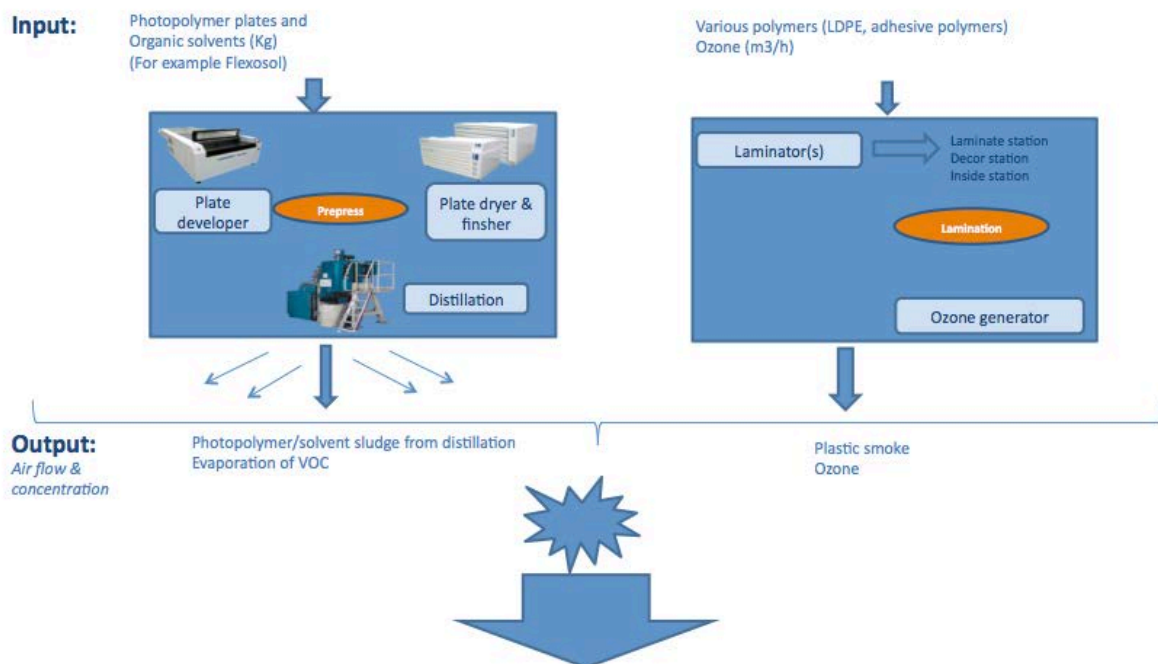 Input:
Photopolymer plates and
Organic solvents (Kg)
(For example Flexosol)
Various polymers (LDPE, adhesive polymers)
Ozone (m3/h)
Plate
developer
Prepress
Plate dryer &
finsher
Distillation
Laminator(s)
Laminate station
Decor station
Inside station
Lamination
Ozone generator
Output:
Air flow &
concentration
Photopolymer/solvent sludge from distillation
Evaporation of VOC
Plastic smoke
Ozone